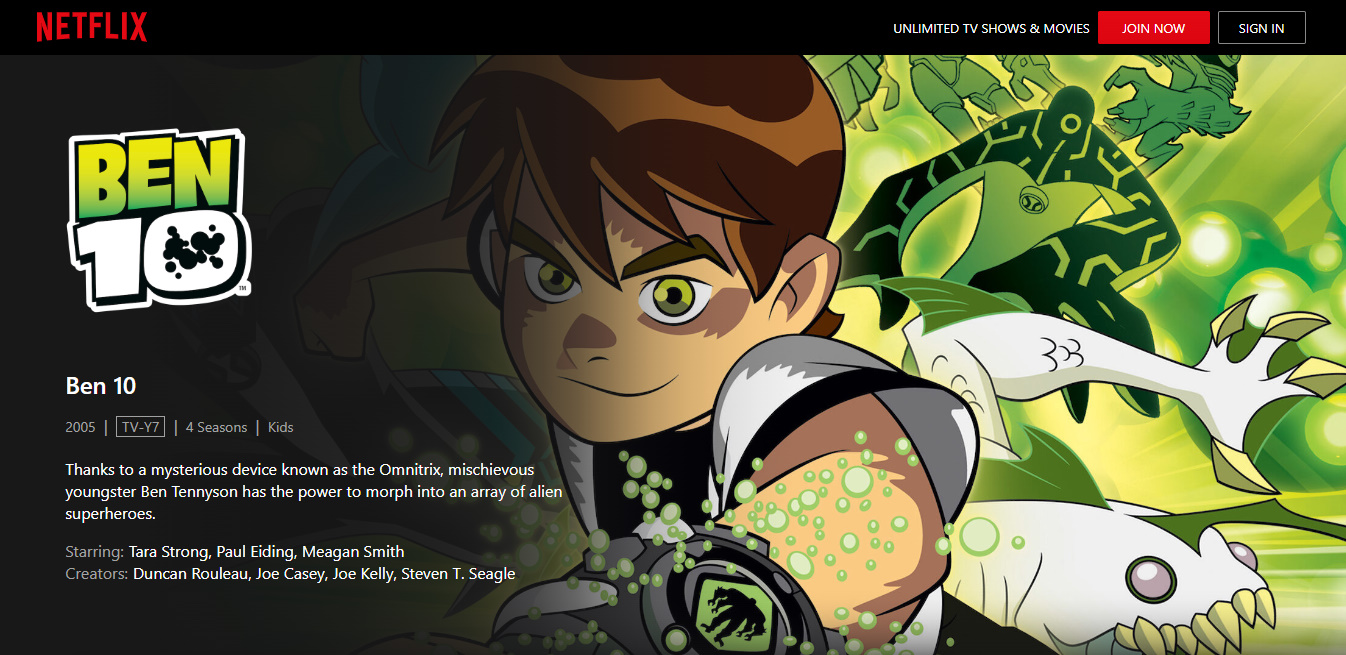 NETFLIX
UNLIMITED TV SHOWS & MOVIES
JOIN NOW
SIGN IN
BEN
10
TM
Ben 10
2005 | TV-Y7 | 4 Seasons | Kids
Thanks to a mysterious device known as the Omnitrix, mischievous
youngster Ben Tennyson has the power to morph into an array of alien
superheroes.
Starring: Tara Strong, Paul Eiding, Meagan Smith
Creators: Duncan Rouleau, Joe Casey, Joe Kelly, Steven T. Seagle